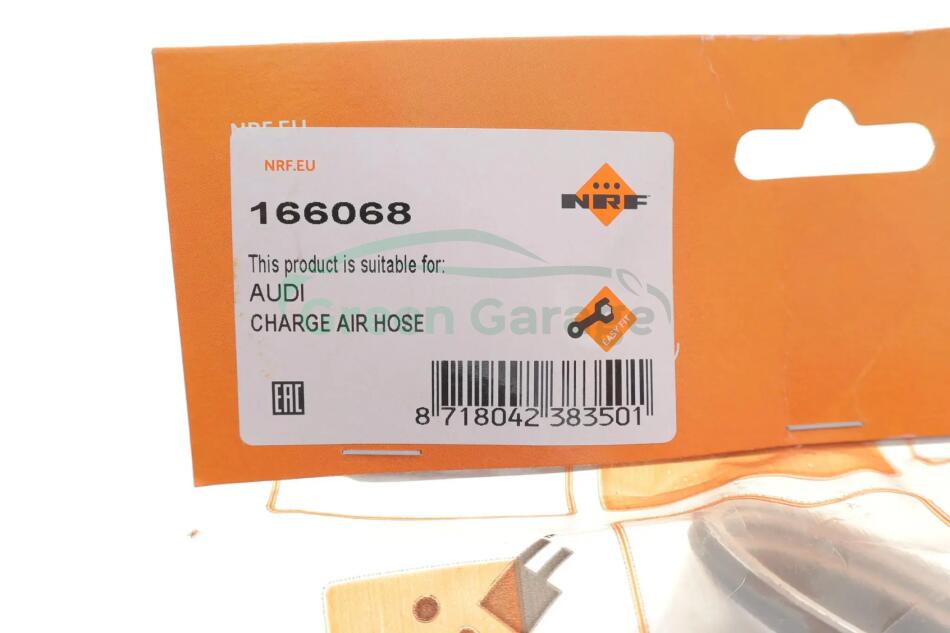 NRF.EU
NRF.EU
166068
NRF
This product is suitable for:
AUDI
CHARGE AIR HOSE
Green Garage
EASY FIT
EAC
8 718042 383501